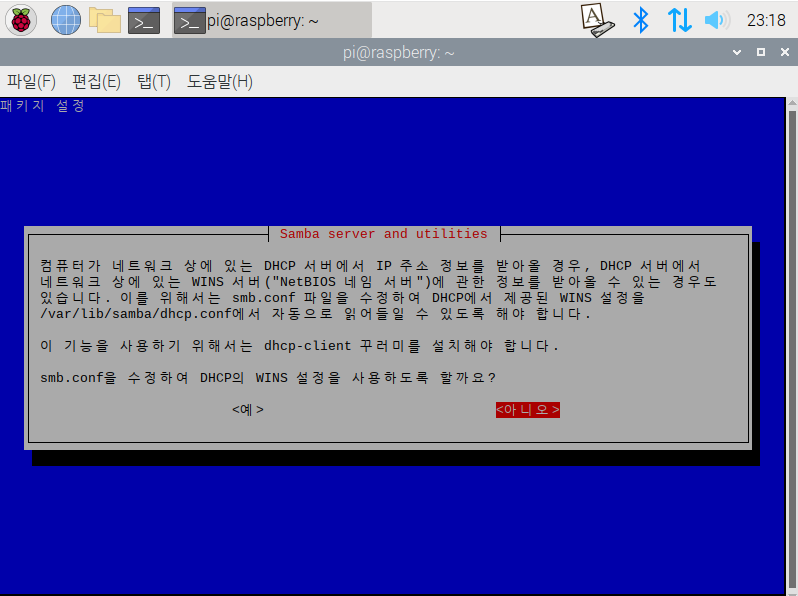 pi@raspberry: ~
23:18
pi@raspberry: ~
파일(F) 편집(E) 탭(T) 도움말(H)
패키지 설정
Samba server and utilities
컴퓨터가 네트워크 상에 있는 DHCP 서버에서 IP 주소 정보를 받아올 경우, DHCP 서버에서
네트워크 상에 있는 WINS 서버("NetBIOS 네임 서버")에 관한 정보를 받아올 수 있는 경우도
있습니다. 이를 위해서는 smb.conf 파일을 수정하여 DHCP에서 제공된 WINS 설정을
/var/lib/samba/dhcp.conf에서 자동으로 읽어들일 수 있도록 해야 합니다.
이 기능을 사용하기 위해서는 dhcp-client 꾸러미를 설치해야 합니다.
smb.conf을 수정하여 DHCP의 WINS 설정을 사용하도록 할까요?
<예> <아니오>